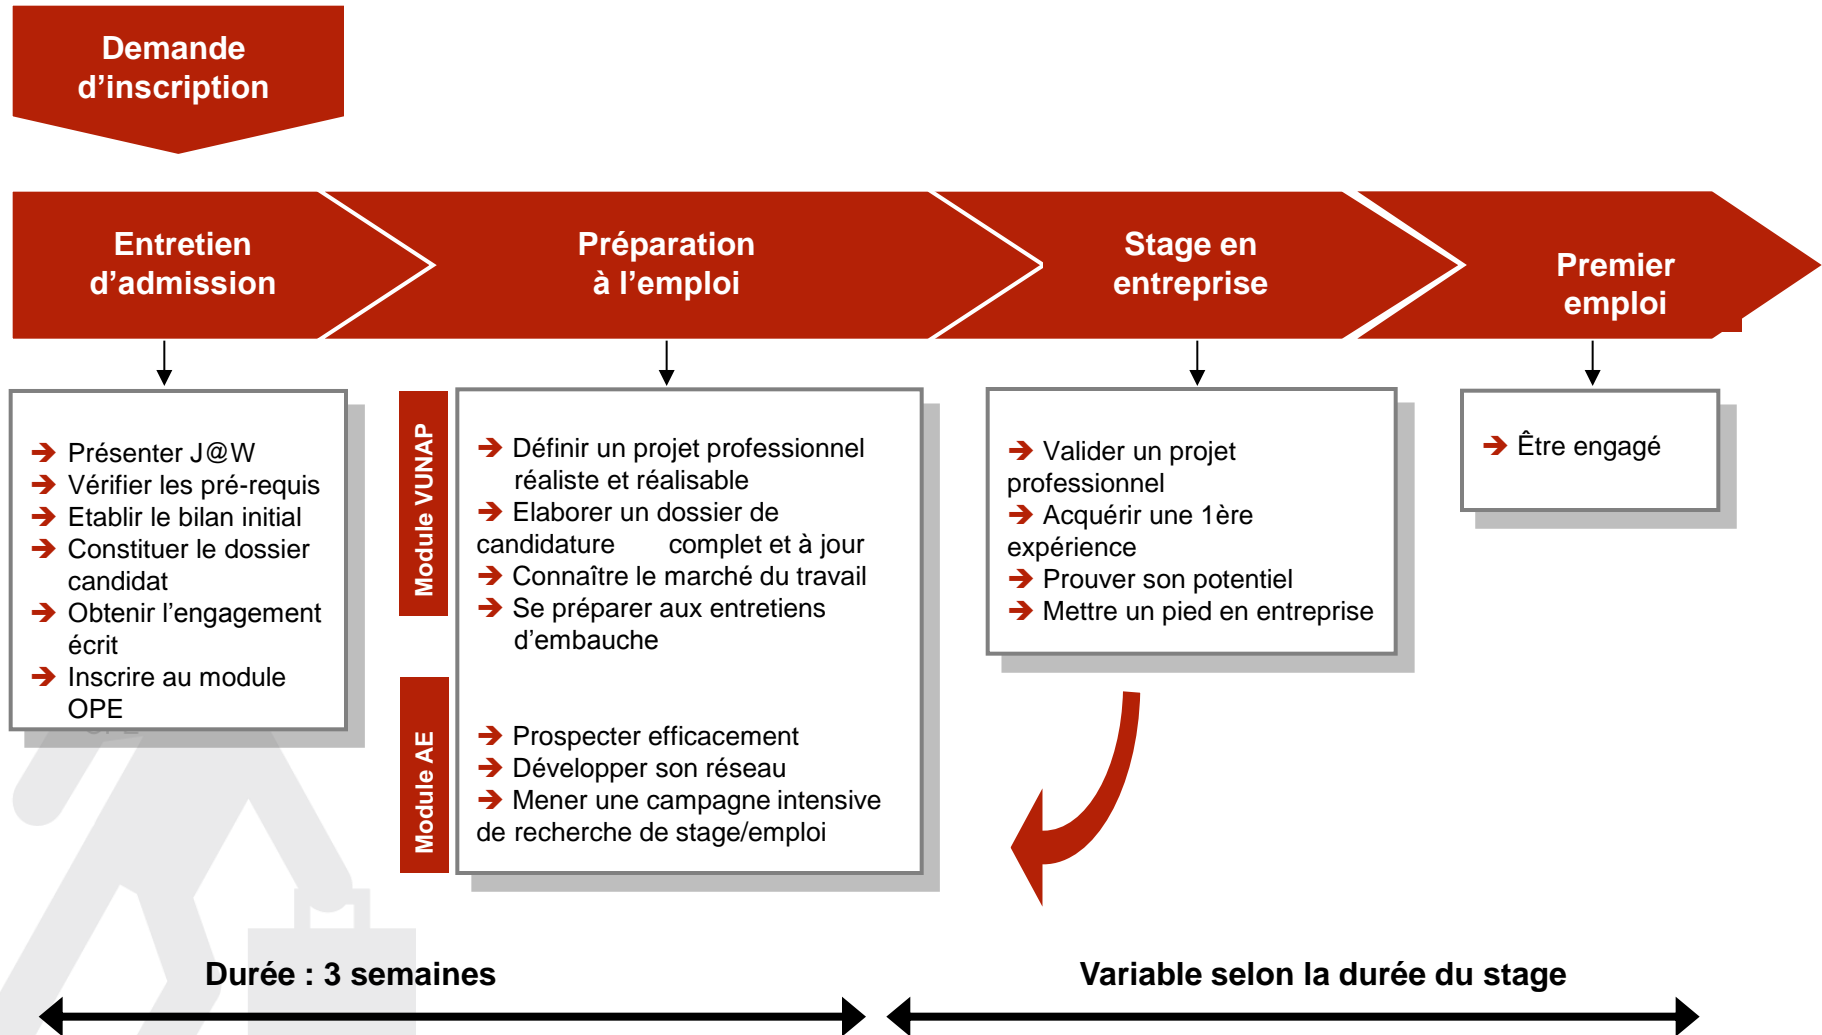 Demande
d’inscription
Entretien
d’admission
Préparation
à l’emploi
Stage en
entreprise
Premier
emploi
➔ Présenter J@W
➔ Vérifier les pré-requis
➔ Etablir le bilan initial
➔ Constituer le dossier
candidat
➔ Obtenir l’engagement
écrit
➔ Inscrire au module
OPE
Module VUNAP
➔ Définir un projet professionnel
réaliste et réalisable
➔ Elaborer un dossier de
candidature complet et à jour
➔ Connaître le marché du travail
➔ Se préparer aux entretiens
d’embauche
Module AE
➔ Prospecter efficacement
➔ Développer son réseau
➔ Mener une campagne intensive
de recherche de stage/emploi
➔ Valider un projet
professionnel
➔ Acquérir une 1ère
expérience
➔ Prouver son potentiel
➔ Mettre un pied en entreprise
➔ Être engagé
Durée : 3 semaines
Variable selon la durée du stage